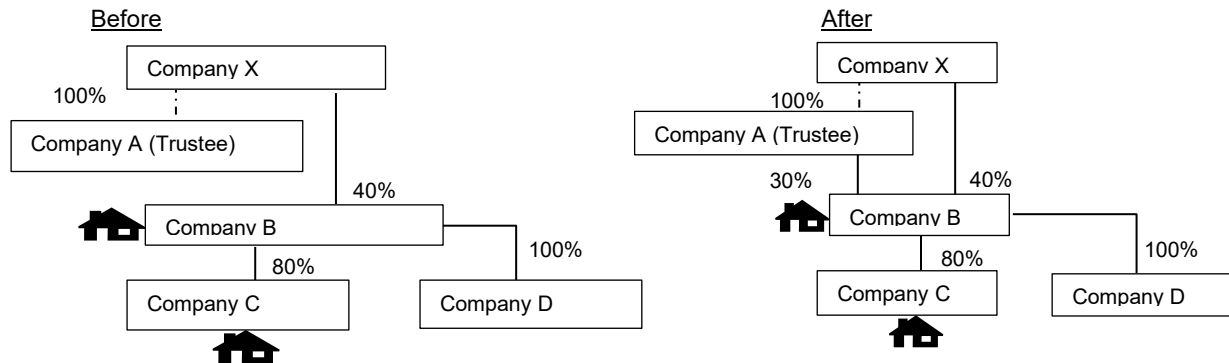 Before
Company X
100%
Company A (Trustee)
40%
Company B
80%
100%
Company C
Company D
After
Company X
100%
Company A (Trustee)
30%
40%
Company B
80%
100%
Company C
Company D